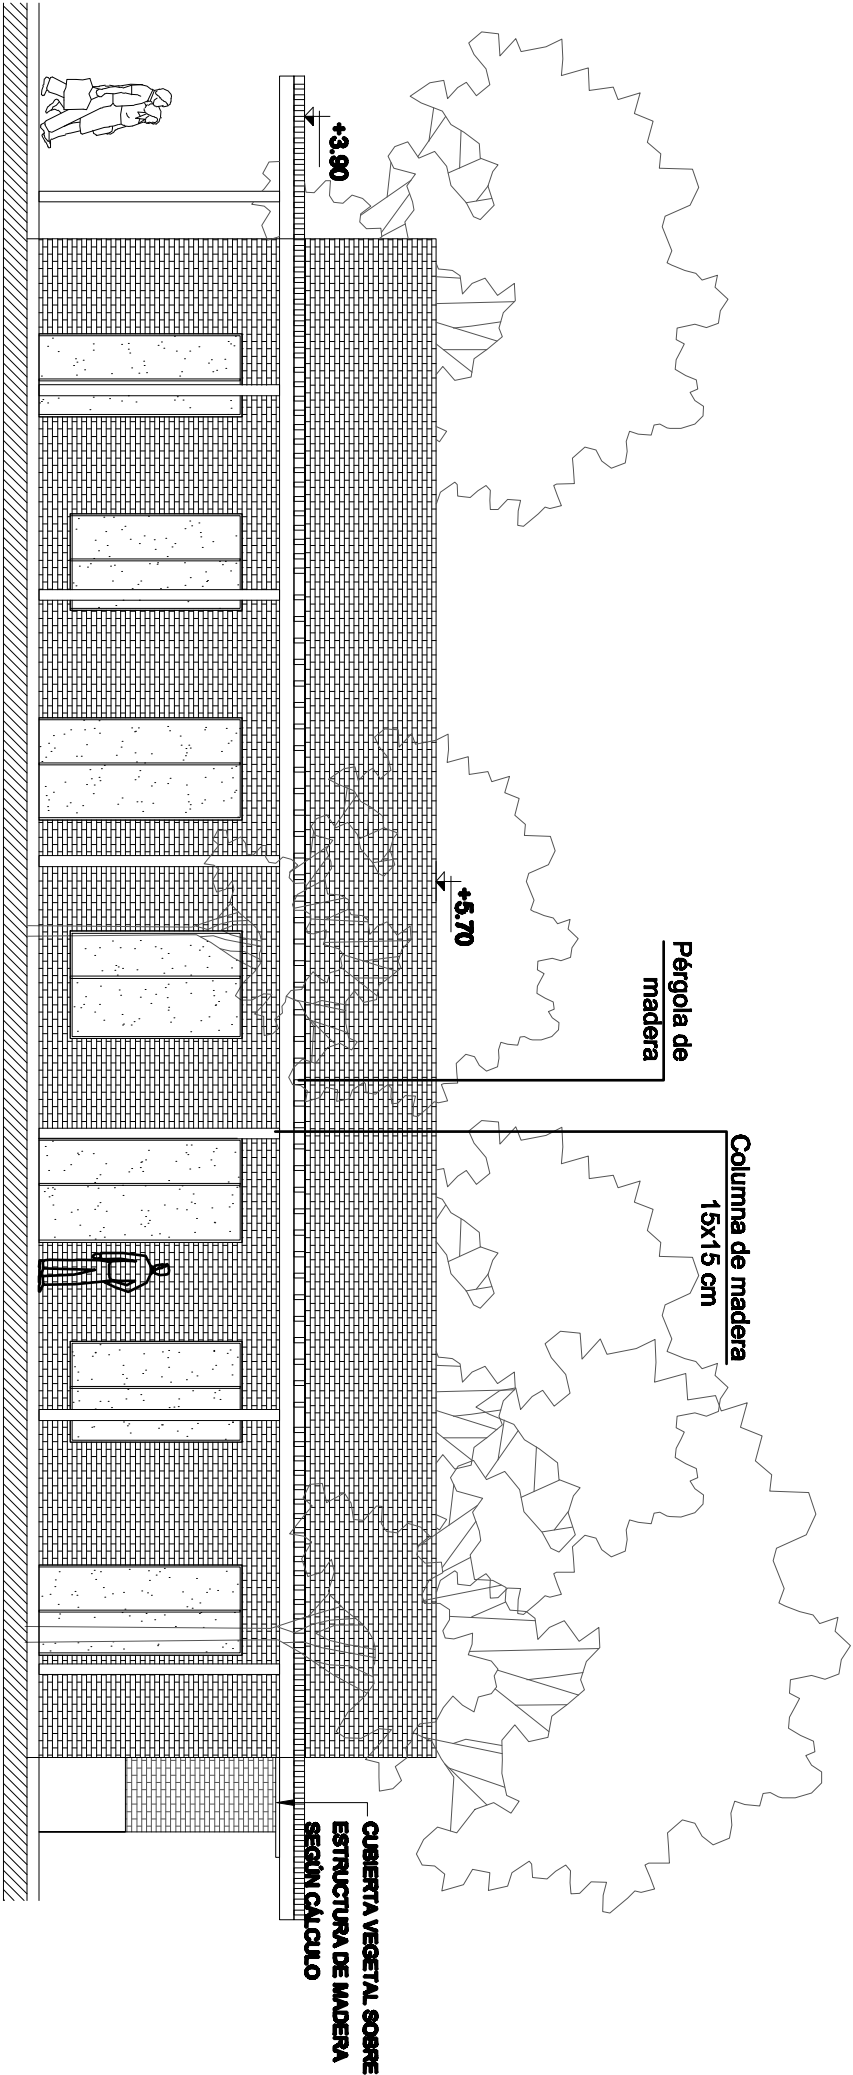 +3.90
+5.70
Pérgola de
madera
Columna de madera
15x15 cm
CUBIERTA VEGETAL SOBRE
ESTRUCTURA DE MADERA
SEGÚN CÁLCULO